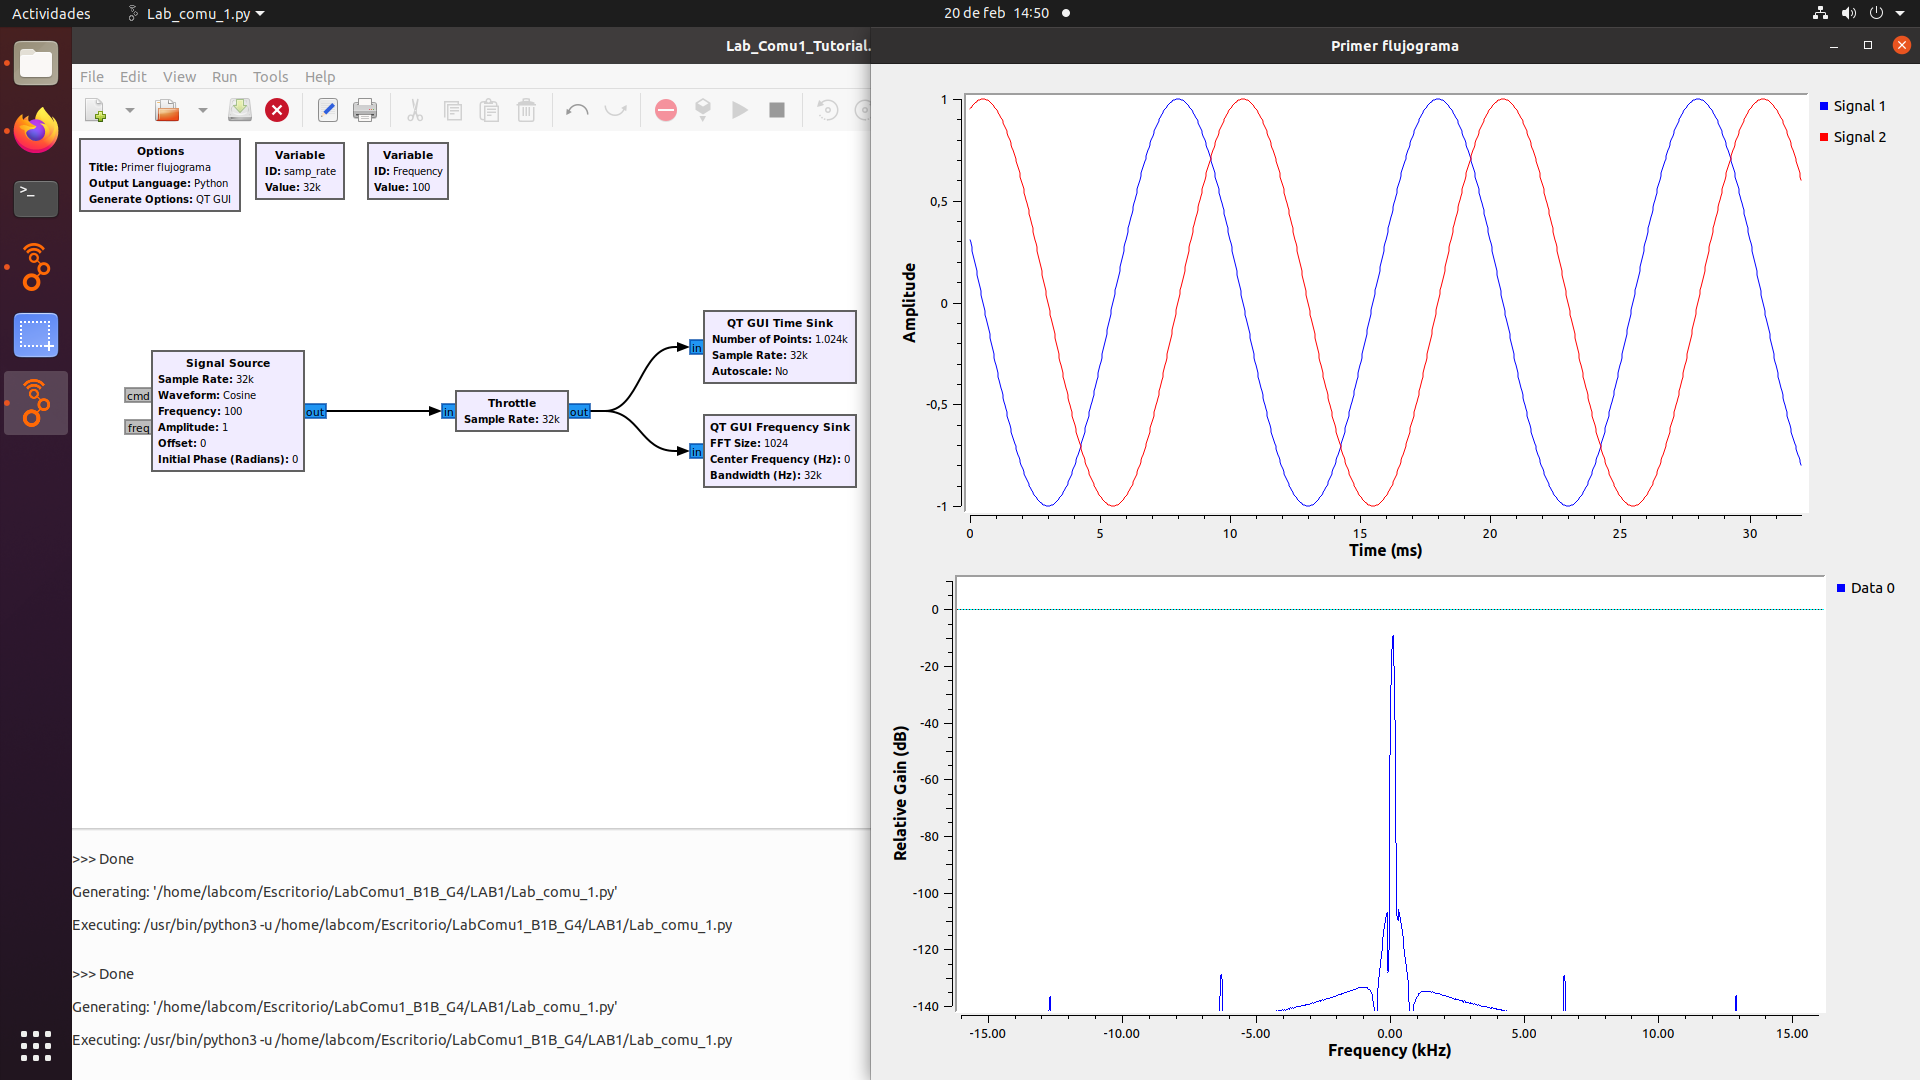 Actividades
Lab_comu_1.py
20 de feb 14:50
Lab_Comu1_Tutorial.
File Edit View Run Tools Help
Options
Title: Primer flujograma
Output Language: Python
Generate Options: QT GUI
Variable
ID: samp_rate
Value: 32k
Variable
ID: Frequency
Value: 100
cmd
freq
Signal Source
Sample Rate: 32k
Waveform: Cosine
Frequency: 100
Amplitude: 1
Offset: 0
Initial Phase (Radians): 0
out
in
Throttle
Sample Rate: 32k
out
in
QT GUI Time Sink
Number of Points: 1.024k
Sample Rate: 32k
Autoscale: No
in
QT GUI Frequency Sink
FFT Size: 1024
Center Frequency (Hz): 0
Bandwidth (Hz): 32k
>>> Done
Generating: '/home/labcom/Escritorio/LabComu1_B1B_G4/LAB1/Lab_comu_1.py'
Executing: /usr/bin/python3 -u /home/labcom/Escritorio/LabComu1_B1B_G4/LAB1/Lab_comu_1.py
>>> Done
Generating: '/home/labcom/Escritorio/LabComu1_B1B_G4/LAB1/Lab_comu_1.py'
Executing: /usr/bin/python3 -u /home/labcom/Escritorio/LabComu1_B1B_G4/LAB1/Lab_comu_1.py
Primer flujograma
Signal 1
Signal 2
Amplitude
1
0,5
0
-0,5
-1
0 5 10 15 20 25 30
Time (ms)
Data 0
Relative Gain (dB)
0
-20
-40
-60
-80
-100
-120
-140
-15.00 -10.00 -5.00 0.00 5.00 10.00 15.00
Frequency (kHz)